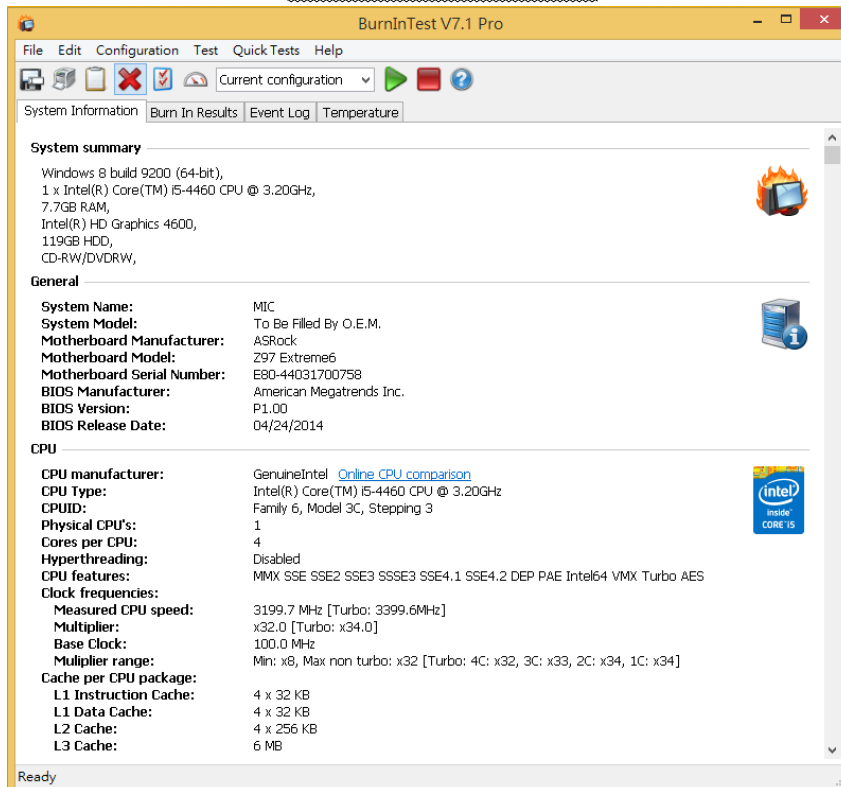 BurnInTest V7.1 Pro
File Edit Configuration Test Quick Tests Help
Current configuration
System Information Burn In Results Event Log Temperature
System summary
Windows 8 build 9200 (64-bit),
1 x Intel(R) Core(TM) i5-4460 CPU @ 3.20GHz,
7.7GB RAM,
Intel(R) HD Graphics 4600,
119GB HDD,
CD-RW/DVDRW,
General
System Name: MIC
System Model: To Be Filled By O.E.M.
Motherboard Manufacturer: ASRock
Motherboard Model: Z97 Extreme6
Motherboard Serial Number: E80-44031700758
BIOS Manufacturer: American Megatrends Inc.
BIOS Version: P1.00
BIOS Release Date: 04/24/2014
CPU
CPU manufacturer: GenuineIntel Online CPU comparison
CPU Type: Intel(R) Core(TM) i5-4460 CPU @ 3.20GHz
CPUID: Family 6, Model 3C, Stepping 3
Physical CPU's: 1
Cores per CPU: 4
Hyperthreading: Disabled
CPU features: MMX SSE SSE2 SSE3 SSSE3 SSE4.1 SSE4.2 DEP PAE Intel64 VMX Turbo AES
Clock frequencies:
Measured CPU speed: 3199.7 MHz [Turbo: 3399.6MHz]
Multiplier: x32.0 [Turbo: x34.0]
Base Clock: 100.0 MHz
Muliplier range: Min: x8, Max non turbo: x32 [Turbo: 4C: x32, 3C: x33, 2C: x34, 1C: x34]
Cache per CPU package:
L1 Instruction Cache: 4 x 32 KB
L1 Data Cache: 4 x 32 KB
L2 Cache: 4 x 256 KB
L3 Cache: 6 MB
intel
inside
CORE i5
Ready